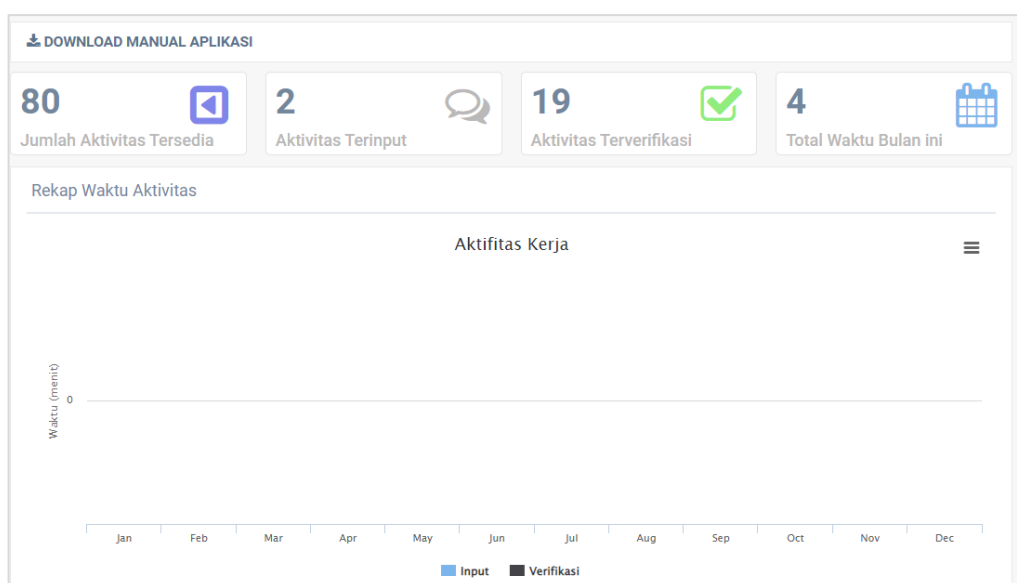 DOWNLOAD MANUAL APLIKASI
80
Jumlah Aktivitas Tersedia
2
Aktivitas Terinput
19
Aktivitas Terverifikasi
4
Total Waktu Bulan ini
Rekap Waktu Aktivitas
Aktifitas Kerja
Waktu (menit)
0
Jan Feb Mar Apr May Jun Jul Aug Sep Oct Nov Dec
Input Verifikasi